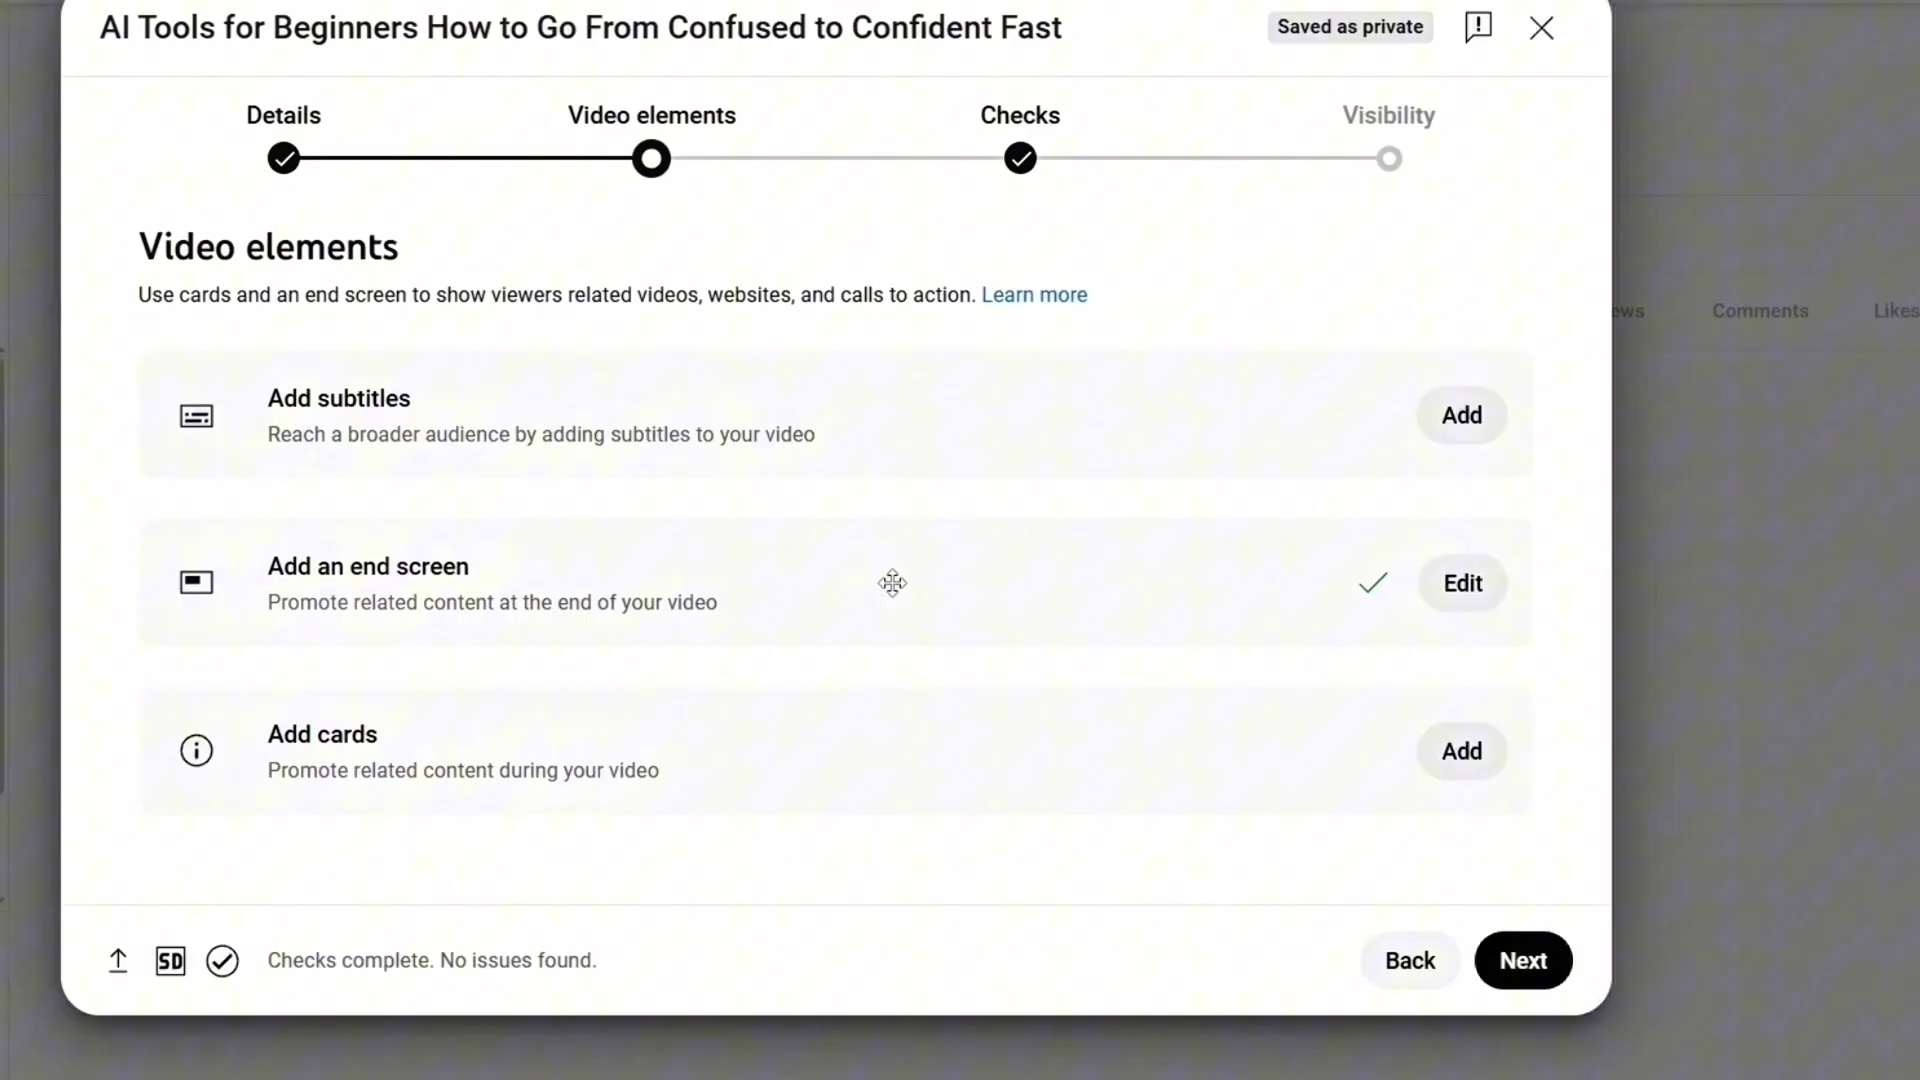 AI Tools for Beginners How to Go From Confused to Confident Fast
Saved as private
Details
Video elements
Checks
Visibility
Video elements
Use cards and an end screen to show viewers related videos, websites, and calls to action. Learn more
Add subtitles
Reach a broader audience by adding subtitles to your video
Add
Add an end screen
Promote related content at the end of your video
Edit
Add cards
Promote related content during your video
Add
SD
Checks complete. No issues found.
Back
Next
Comments
Likes